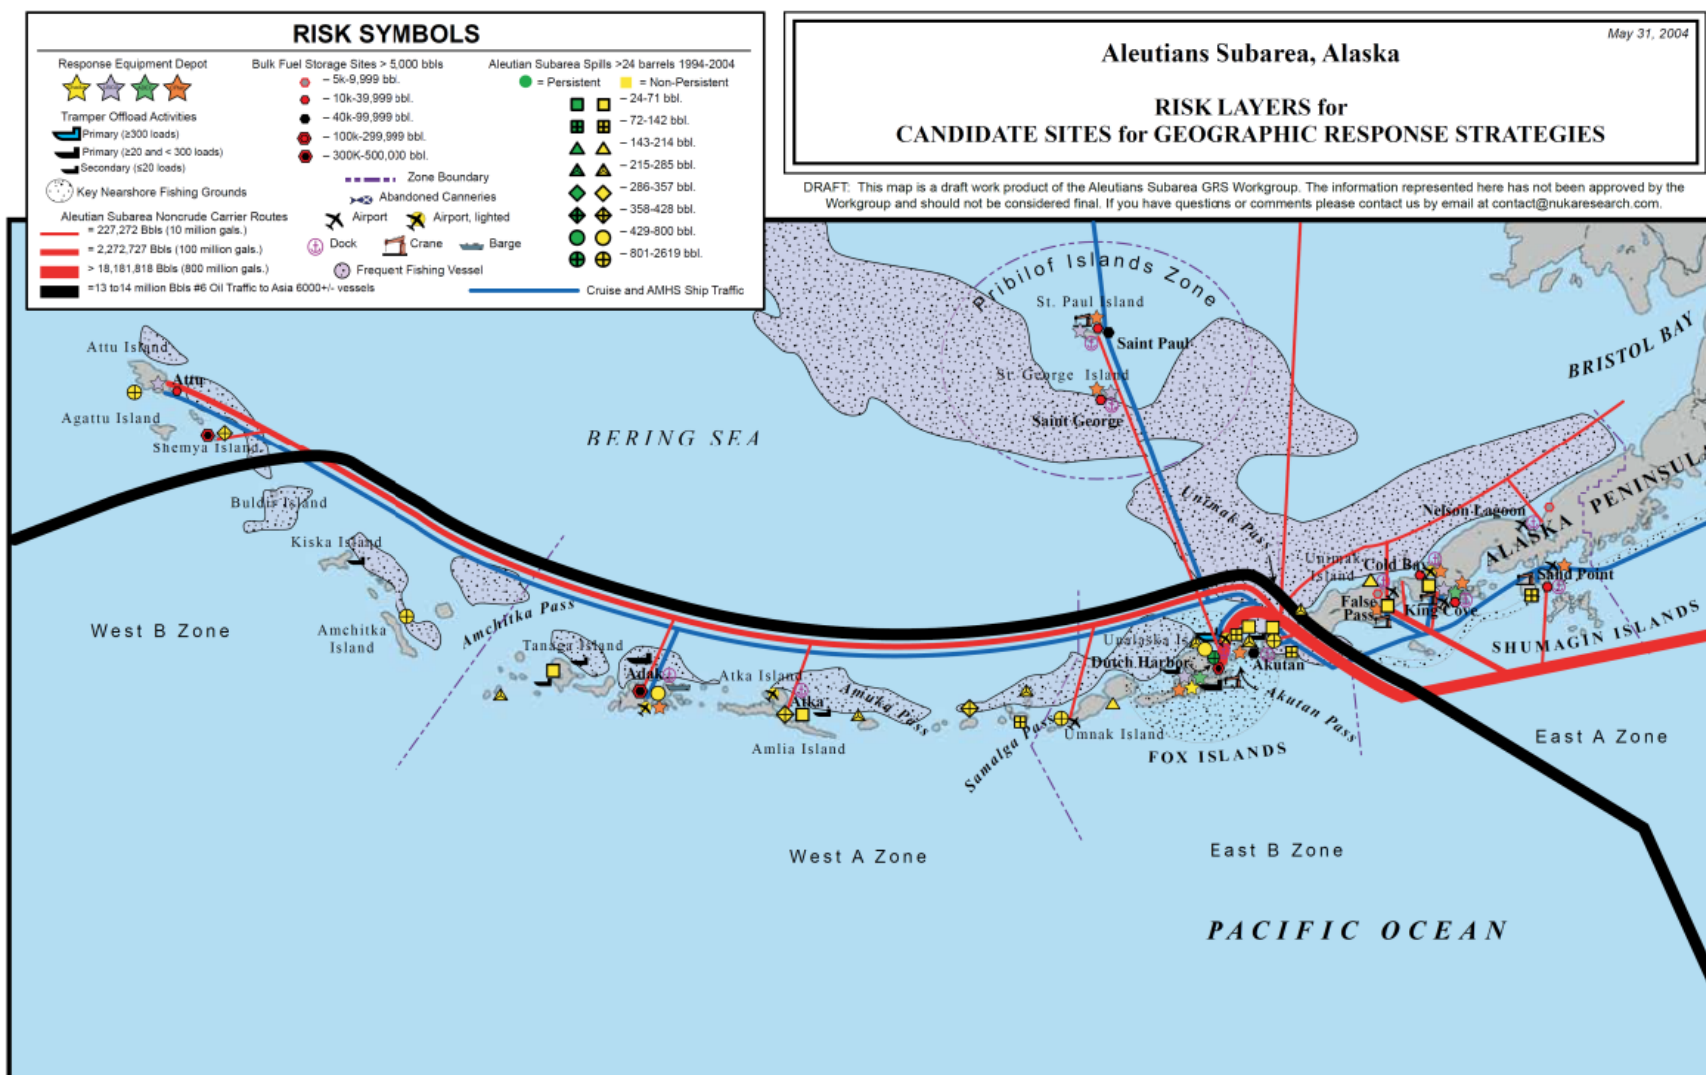 RISK SYMBOLS
Response Equipment Depot
Tramper Offload Activities
Primary (≥300 loads)
Primary (≥20 and < 300 loads)
Secondary (≤20 loads)
Key Nearshore Fishing Grounds
Aleutian Subarea Noncrude Carrier Routes
= 227,272 Bbls (10 million gals.)
= 2,272,727 Bbls (100 million gals.)
> 18,181,818 Bbls (800 million gals.)
=13 to14 million Bbls #6 Oil Traffic to Asia 6000+/- vessels
Bulk Fuel Storage Sites > 5,000 bbls
– 5k-9,999 bbl.
– 10k-39,999 bbl.
– 40k-99,999 bbl.
– 100k-299,999 bbl.
– 300K-500,000 bbl.
Zone Boundary
Abandoned Canneries
Airport
Airport, lighted
Dock
Crane
Barge
Frequent Fishing Vessel
Cruise and AMHS Ship Traffic
Aleutian Subarea Spills >24 barrels 1994-2004
= Persistent
= Non-Persistent
– 24-71 bbl.
– 72-142 bbl.
– 143-214 bbl.
– 215-285 bbl.
– 286-357 bbl.
– 358-428 bbl.
– 429-800 bbl.
– 801-2619 bbl.
May 31, 2004
Aleutians Subarea, Alaska
RISK LAYERS for
CANDIDATE SITES for GEOGRAPHIC RESPONSE STRATEGIES
DRAFT: This map is a draft work product of the Aleutians Subarea GRS Workgroup. The information represented here has not been approved by the
Workgroup and should not be considered final. If you have questions or comments please contact us by email at contact@nukaresearch.com.
Pribilof Islands Zone
St. Paul Island
Saint Paul
St. George Island
Saint George
BRISTOL BAY
BERING SEA
Attu Island
Attu
Agattu Island
Shemya Island
Buldir Island
Kiska Island
Amchitka
Island
West B Zone
Amchitka Pass
Tanaga Island
Adak
Atka Island
Atka
Amuka Pass
Amlia Island
Samalga Pass
Umnak Island
Unalaska Is
Dutch Harbor
Akutan
Akutan Pass
FOX ISLANDS
Unimak Pass
Unimak
Island
False
Pass
Cold Bay
King Cove
Nelson Lagoon
Sand Point
ALASKA PENINSULA
SHUMAGIN ISLANDS
East A Zone
West A Zone
East B Zone
PACIFIC OCEAN